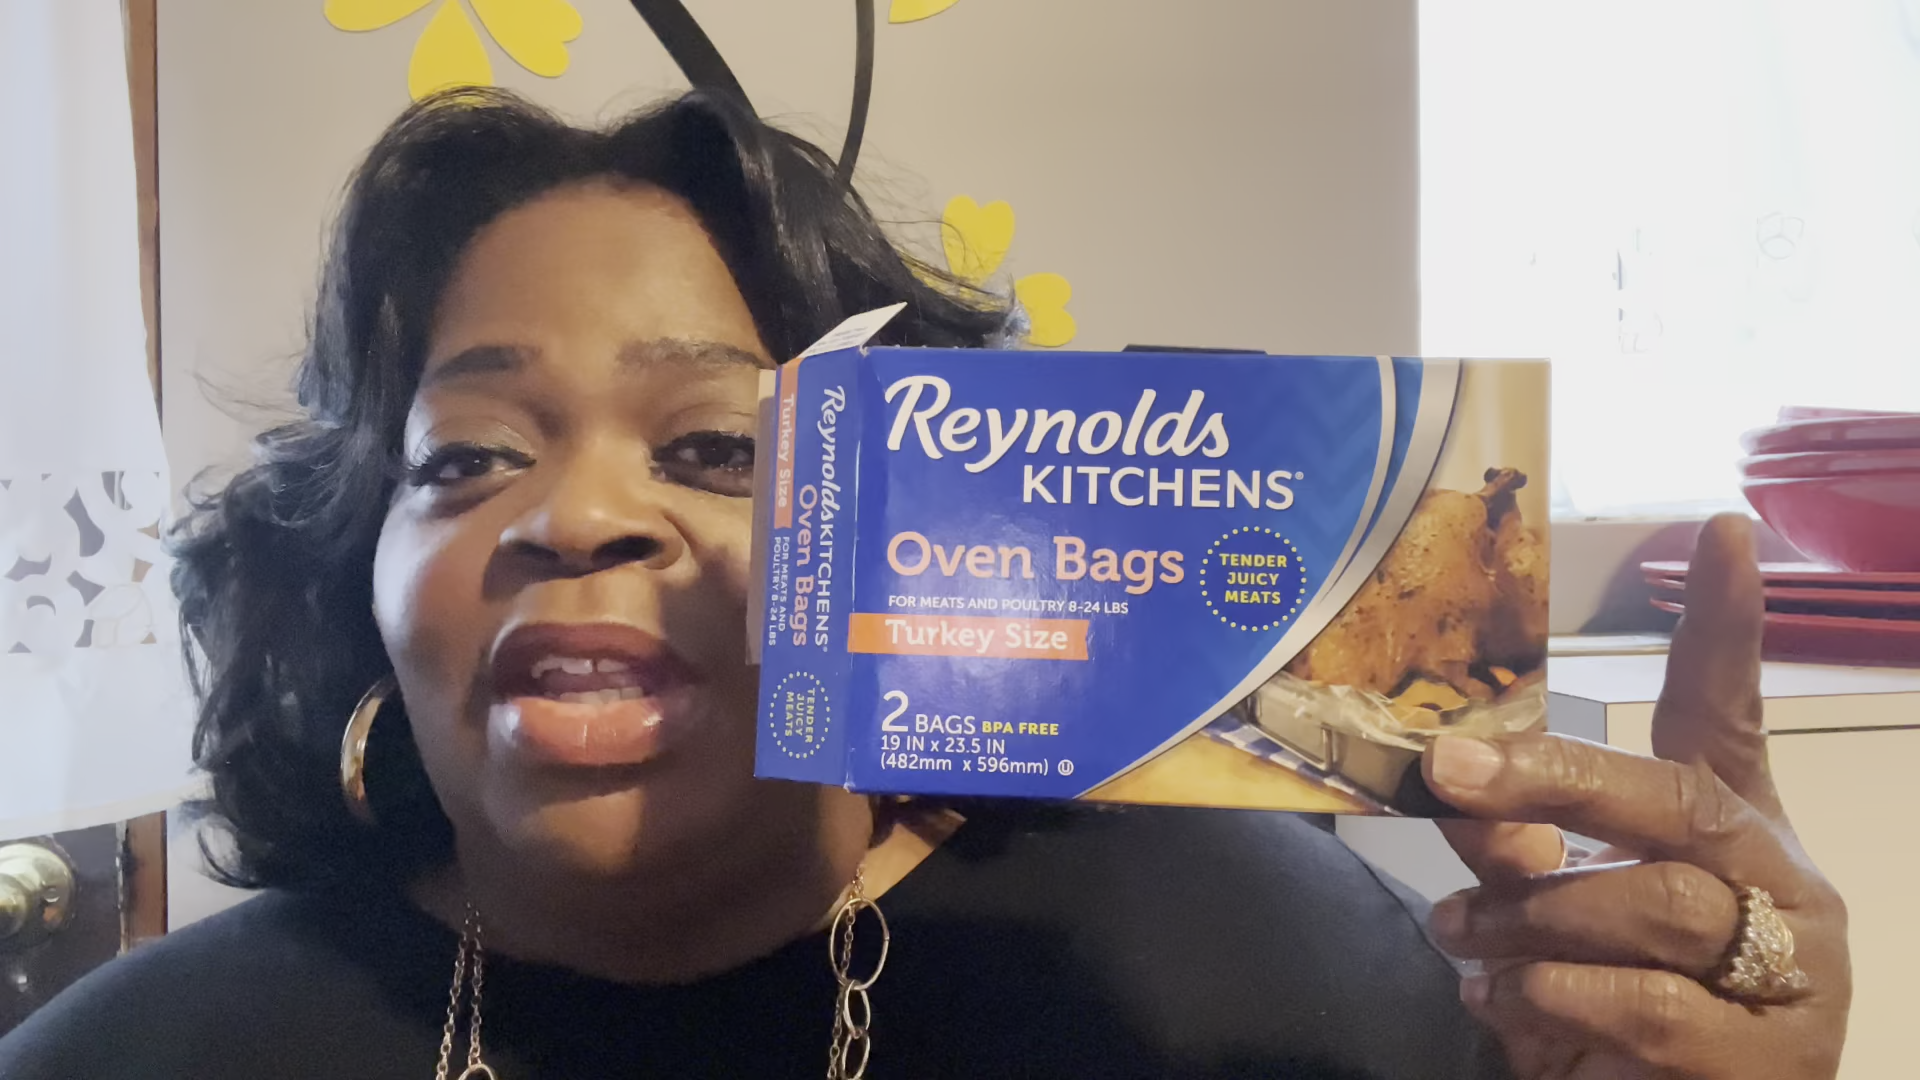 Reynolds
KITCHENS®
Oven Bags
FOR MEATS AND POULTRY 8-24 LBS
Turkey Size
TENDER
JUICY
MEATS
2 BAGS BPA FREE
19 IN x 23.5 IN
(482mm x 596mm) Ⓤ
Reynolds KITCHENS®
Oven Bags
FOR MEATS AND
POULTRY 8-24 LBS
Turkey Size
TENDER
JUICY
MEATS